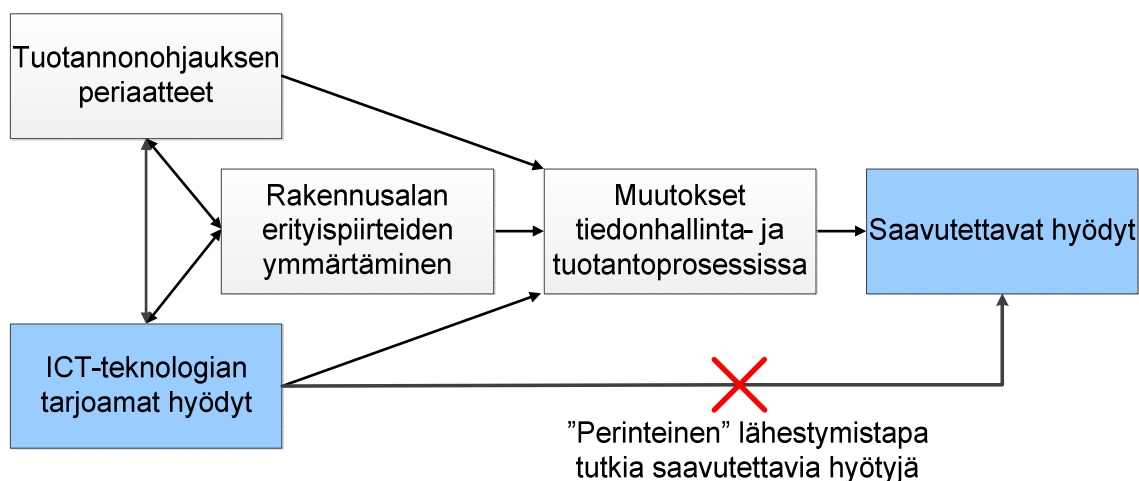 Tuotannonohjauksen
periaatteet
Rakennusalan
erityispiirteiden
ymmärtäminen
Muutokset
tiedonhallinta- ja
tuotantoprosessissa
Saavutettavat hyödyt
ICT-teknologian
tarjoamat hyödyt
”Perinteinen” lähestymistapa
tutkia saavutettavia hyötyjä